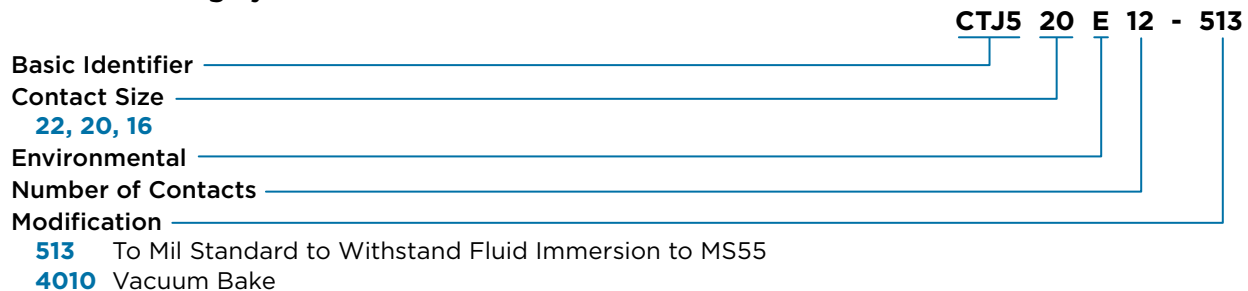 CTJ5 20 E 12 - 513
Basic Identifier
Contact Size
22, 20, 16
Environmental
Number of Contacts
Modification
513 To Mil Standard to Withstand Fluid Immersion to MS55
4010 Vacuum Bake